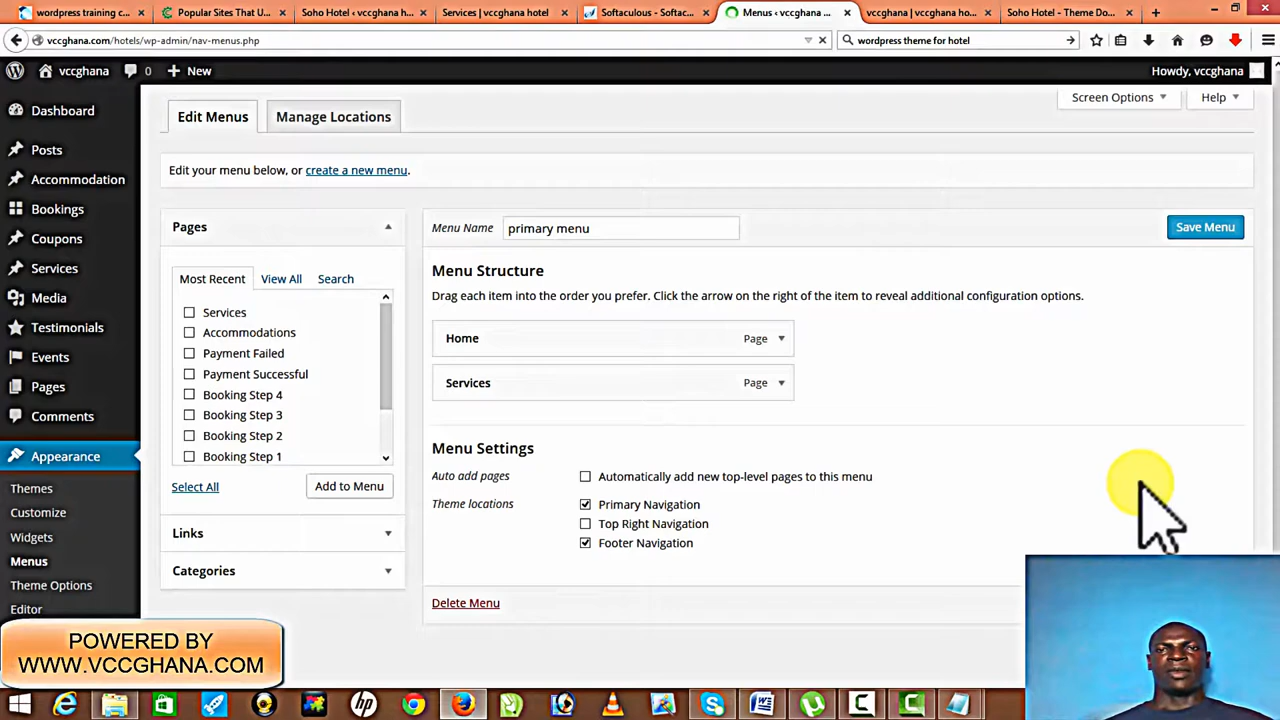 wordpress training c...
Popular Sites That U...
Soho Hotel < vccghana h...
Services | vccghana hotel
Softaculous - Softac...
Menus < vccghana ...
vccghana | vccghana ho...
Soho Hotel - Theme Do...
vccghana.com/hotels/wp-admin/nav-menus.php
wordpress theme for hotel
vccghana
0
New
Howdy, vccghana
Dashboard
Posts
Accommodation
Bookings
Coupons
Services
Media
Testimonials
Events
Pages
Comments
Appearance
Themes
Customize
Widgets
Menus
Theme Options
Editor
Screen Options
Help
Edit Menus
Manage Locations
Edit your menu below, or create a new menu.
Pages
Most Recent
View All
Search
Services
Accommodations
Payment Failed
Payment Successful
Booking Step 4
Booking Step 3
Booking Step 2
Booking Step 1
Select All
Add to Menu
Links
Categories
Menu Name
primary menu
Save Menu
Menu Structure
Drag each item into the order you prefer. Click the arrow on the right of the item to reveal additional configuration options.
Home Page
Services Page
Menu Settings
Auto add pages
Automatically add new top-level pages to this menu
Theme locations
Primary Navigation
Top Right Navigation
Footer Navigation
Delete Menu
POWERED BY
WWW.VCCGHANA.COM